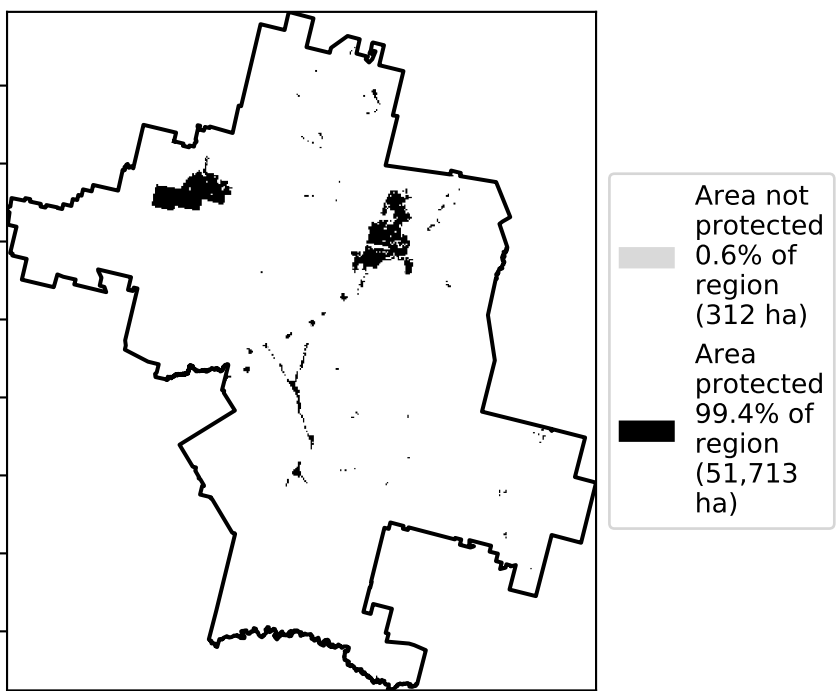 Area not
protected
0.6% of
region
(312 ha)
Area
protected
99.4% of
region
(51,713
ha)